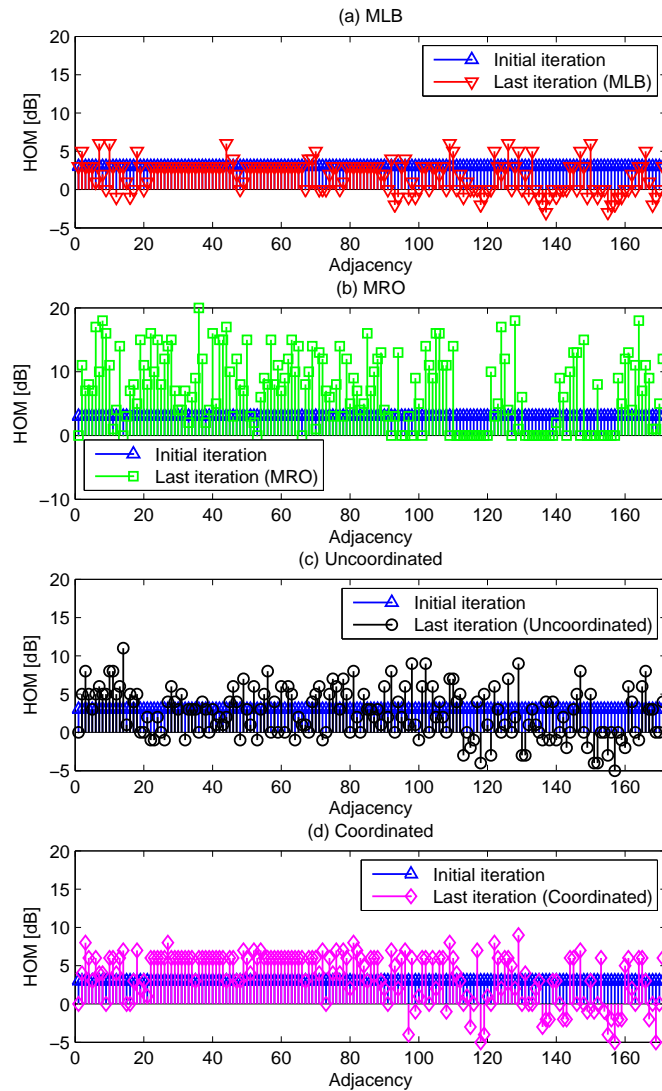 (a) MLB
20
15
10
5
0
−5
HOM [dB]
Initial iteration
Last iteration (MLB)
0 20 40 60 80 100 120 140 160
Adjacency
(b) MRO
20
10
0
−10
HOM [dB]
Initial iteration
Last iteration (MRO)
0 20 40 60 80 100 120 140 160
Adjacency
(c) Uncoordinated
20
15
10
5
0
−5
HOM [dB]
Initial iteration
Last iteration (Uncoordinated)
0 20 40 60 80 100 120 140 160
Adjacency
(d) Coordinated
20
15
10
5
0
−5
HOM [dB]
Initial iteration
Last iteration (Coordinated)
0 20 40 60 80 100 120 140 160
Adjacency